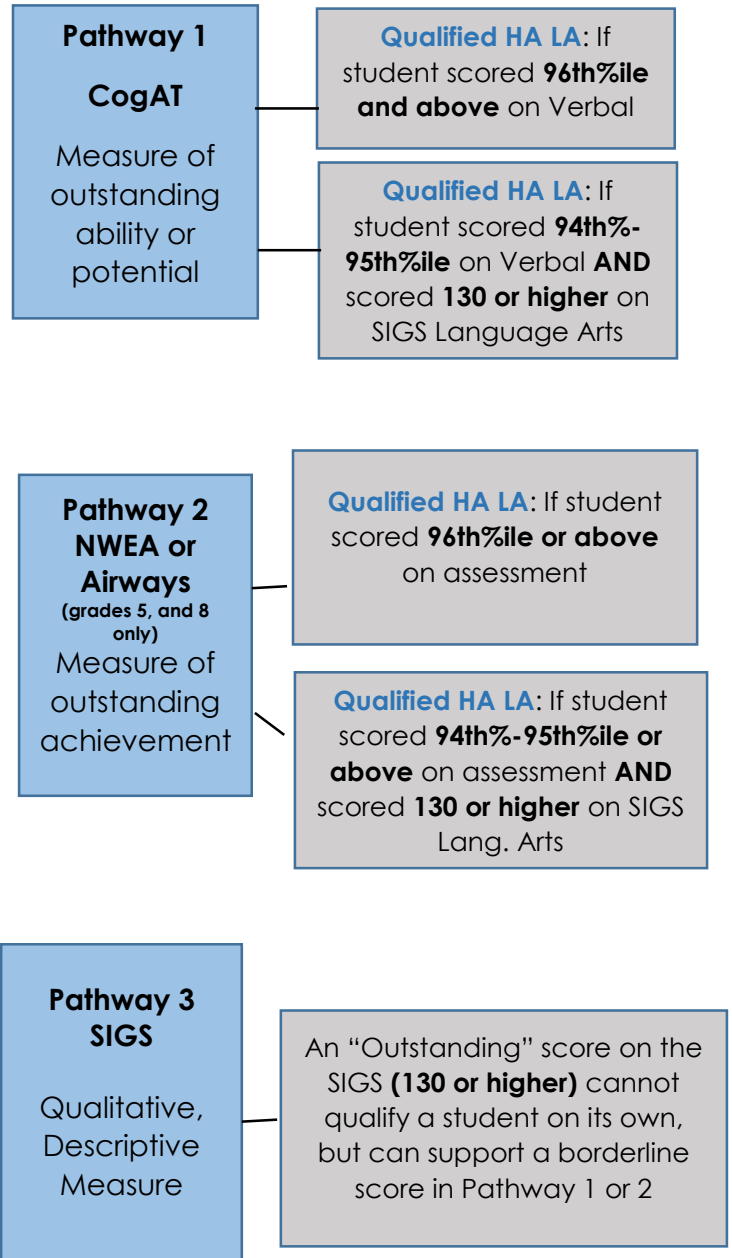 Pathway 1
CogAT
Measure of
outstanding
ability or
potential
Qualified HA LA: If
student scored 96th%ile
and above on Verbal
Qualified HA LA: If
student scored 94th%-
95th%ile on Verbal AND
scored 130 or higher on
SIGS Language Arts
Pathway 2
NWEA or
Airways
(grades 5, and 8
only)
Measure of
outstanding
achievement
Qualified HA LA: If student
scored 96th%ile or above
on assessment
Qualified HA LA: If student
scored 94th%-95th%ile or
above on assessment AND
scored 130 or higher on SIGS
Lang. Arts
Pathway 3
SIGS
Qualitative,
Descriptive
Measure
An “Outstanding” score on the
SIGS (130 or higher) cannot
qualify a student on its own,
but can support a borderline
score in Pathway 1 or 2